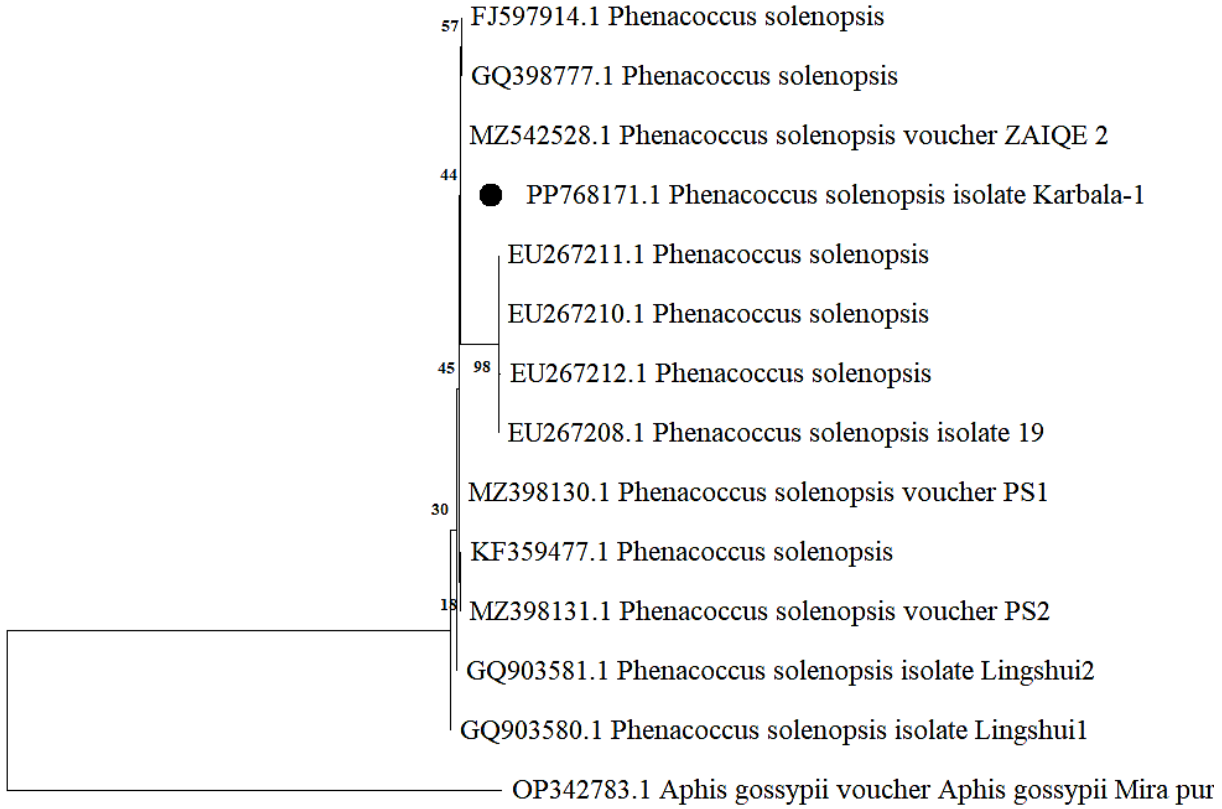 57
FJ597914.1 Phenacoccus solenopsis
GQ398777.1 Phenacoccus solenopsis
MZ542528.1 Phenacoccus solenopsis voucher ZAIQE 2
44
PP768171.1 Phenacoccus solenopsis isolate Karbala-1
EU267211.1 Phenacoccus solenopsis
EU267210.1 Phenacoccus solenopsis
45
98
EU267212.1 Phenacoccus solenopsis
EU267208.1 Phenacoccus solenopsis isolate 19
MZ398130.1 Phenacoccus solenopsis voucher PS1
30
KF359477.1 Phenacoccus solenopsis
18
MZ398131.1 Phenacoccus solenopsis voucher PS2
GQ903581.1 Phenacoccus solenopsis isolate Lingshui2
GQ903580.1 Phenacoccus solenopsis isolate Lingshui1
OP342783.1 Aphis gossypii voucher Aphis gossypii Mira pur